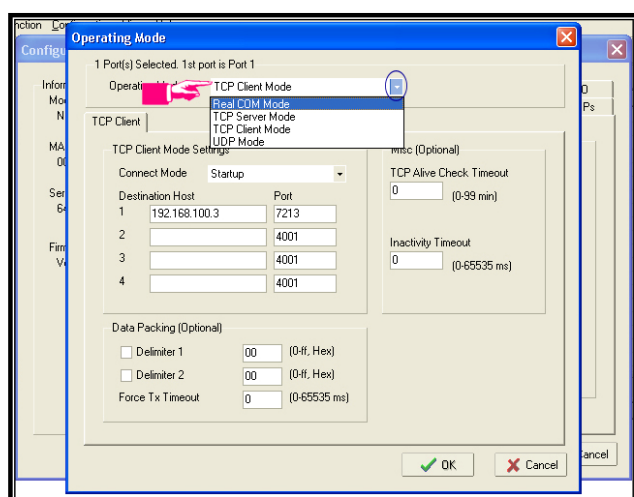 Operating Mode
Configu
1 Port(s) Selected. 1st port is Port 1
TCP Client Mode
Real COM Mode
TCP Server Mode
TCP Client Mode
UDP Mode
TCP Client
TCP Client Mode Settings
Connect Mode Startup
Destination Host Port
1 192.168.100.3 7213
2 4001
3 4001
4 4001
Misc (Optional)
TCP Alive Check Timeout
0 (0-99 min)
Inactivity Timeout
0 (0-65535 ms)
Data Packing (Optional)
Delimiter 1 00 (0-ff, Hex)
Delimiter 2 00 (0-ff, Hex)
Force Tx Timeout 0 (0-65535 ms)
OK Cancel